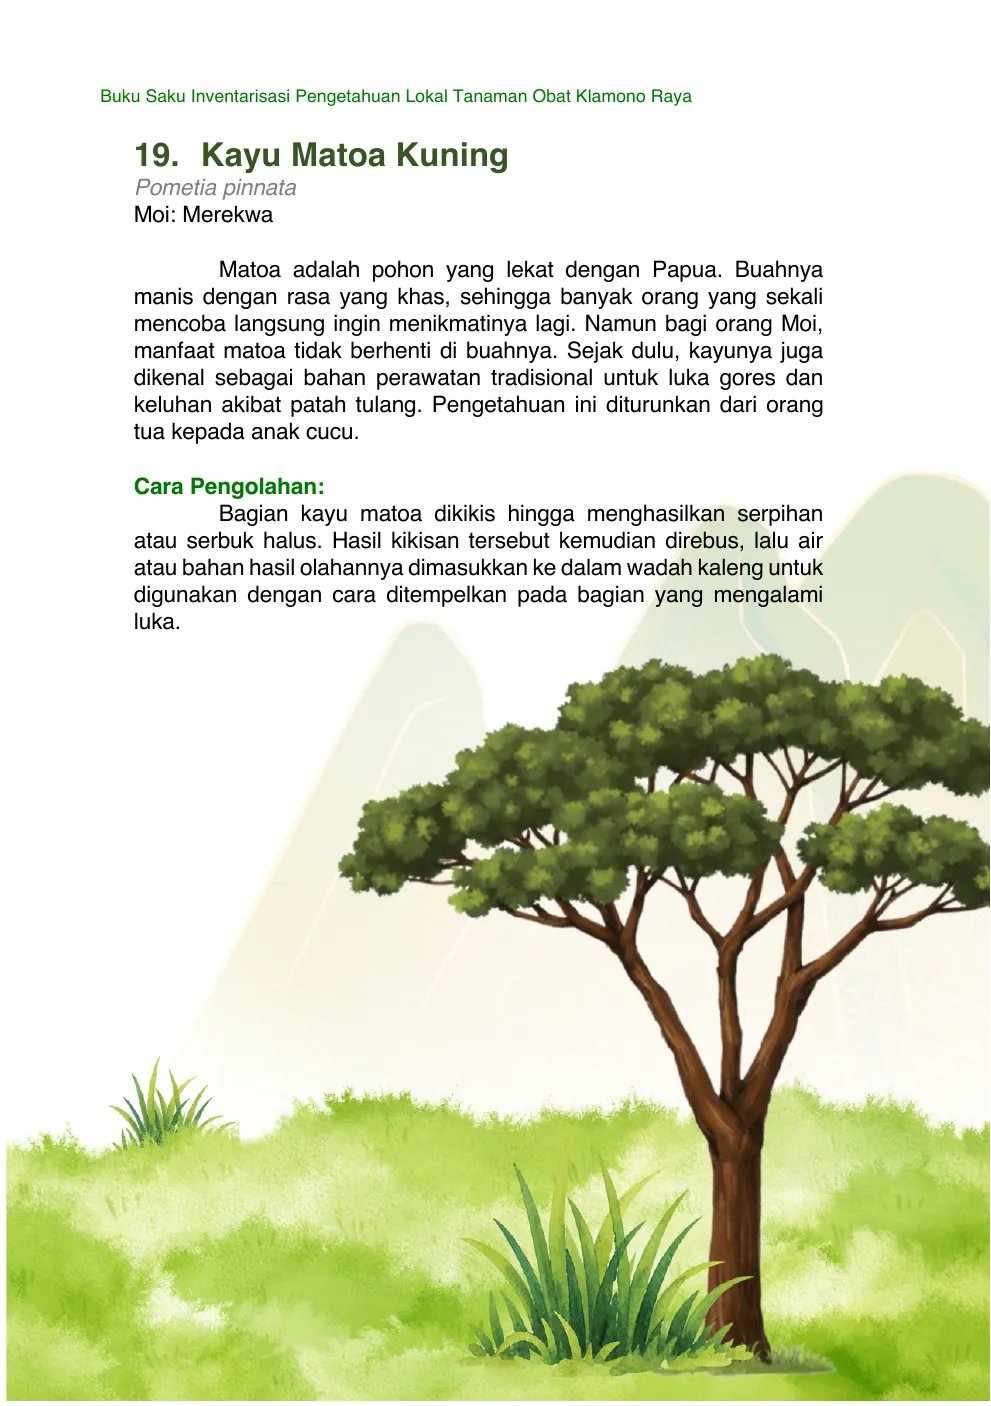 Buku Saku Inventarisasi Pengetahuan Lokal Tanaman Obat Klamono Raya
19. Kayu Matoa Kuning
Pometia pinnata
Moi: Merekwa
Matoa adalah pohon yang lekat dengan Papua. Buahnya
manis dengan rasa yang khas, sehingga banyak orang yang sekali
mencoba langsung ingin menikmatinya lagi. Namun bagi orang Moi,
manfaat matoa tidak berhenti di buahnya. Sejak dulu, kayunya juga
dikenal sebagai bahan perawatan tradisional untuk luka gores dan
keluhan akibat patah tulang. Pengetahuan ini diturunkan dari orang
tua kepada anak cucu.
Cara Pengolahan:
Bagian kayu matoa dikikis hingga menghasilkan serpihan
atau serbuk halus. Hasil kikisan tersebut kemudian direbus, lalu air
atau bahan hasil olahannya dimasukkan ke dalam wadah kaleng untuk
digunakan dengan cara ditempelkan pada bagian yang mengalami
luka.